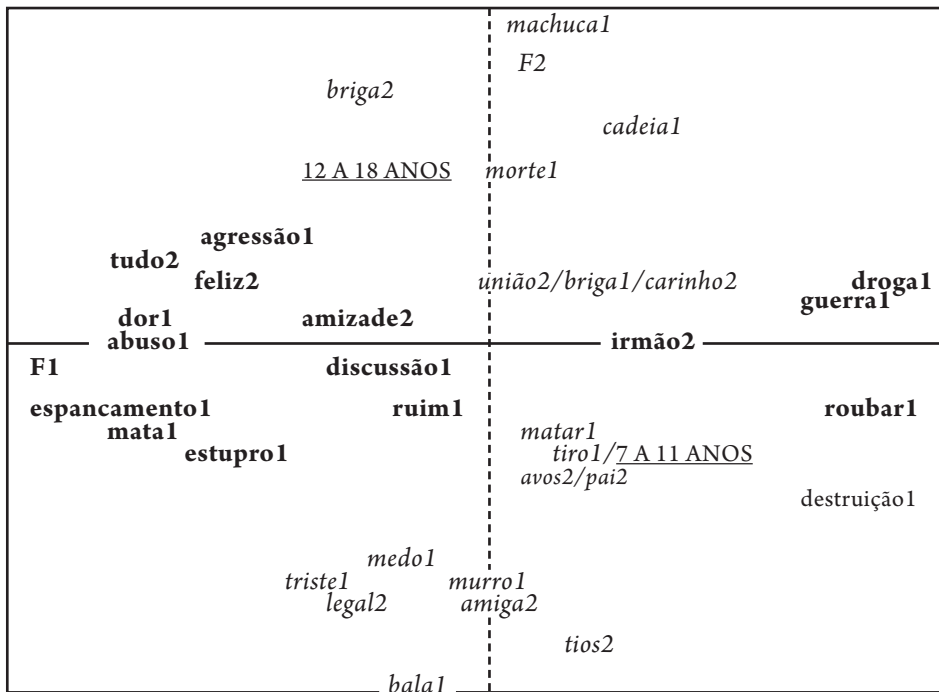 machuca1
F2
briga2
cadeia1
12 A 18 ANOS morte1
agressão1
tudo2
feliz2 união2/briga1/carinho2 droga1
guerra1
dor1 amizade2
abuso1 irmão2
F1 discussão1
espancamento1 ruim1 roubar1
mata1 matar1
estupro1 tiro1/7 A 11 ANOS
avos2/pai2
destruição1
medo1
triste1 murro1
legal2 amiga2
tios2
bala1